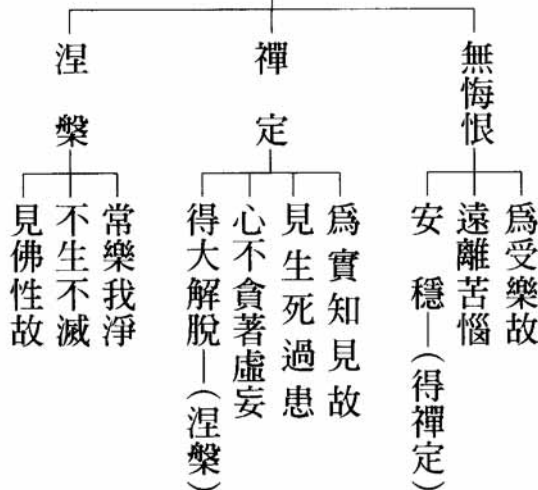 無悔恨
爲受樂故
遠離苦惱
安穩—(得禪定)
禪定
爲實知見故
見生死過患
心不貪著虛妄
得大解脫—(涅槃)
涅槃
常樂我淨
不生不滅
見佛性故